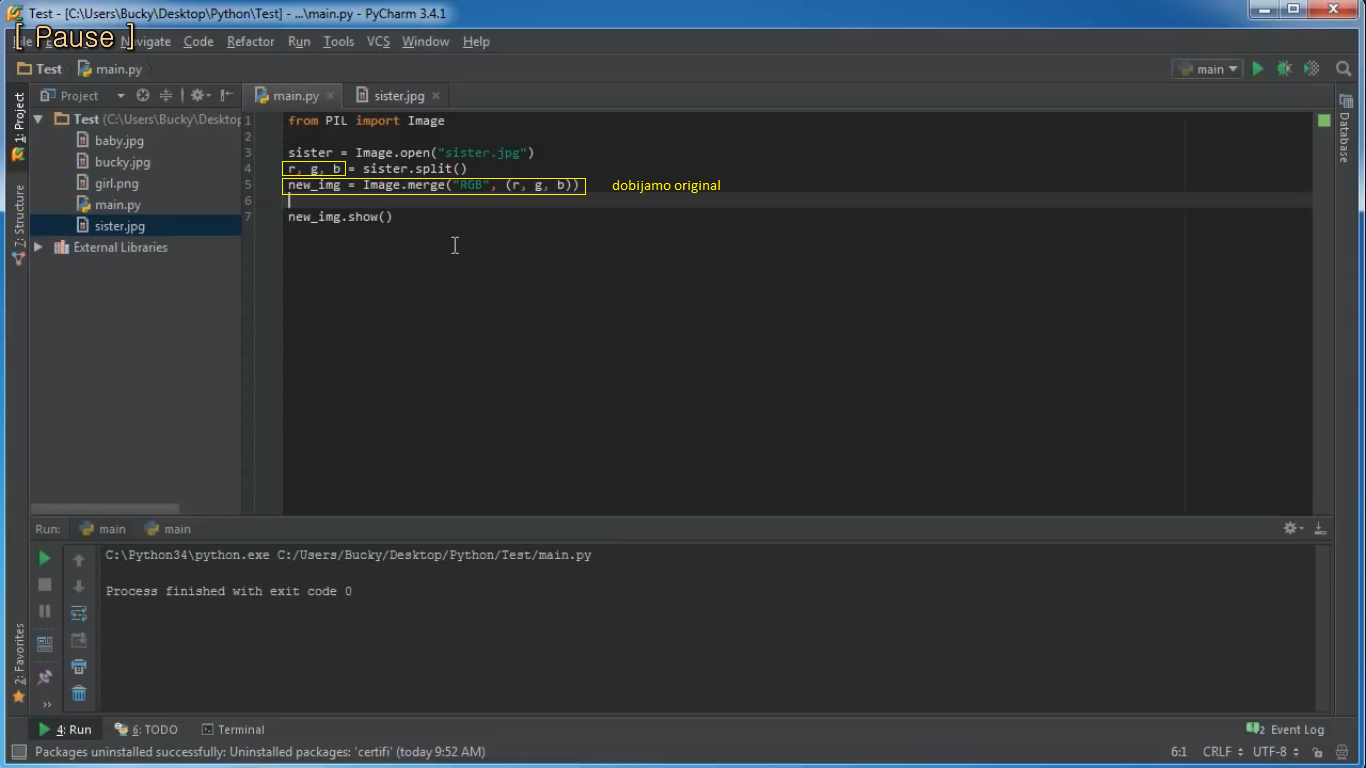 Test - [C:\Users\Bucky\Desktop\Python\Test] - ...\main.py - PyCharm 3.4.1
[ Pause ]
Navigate Code Refactor Run Tools VCS Window Help
Test main.py
main
1: Project
Project
main.py
sister.jpg
Database
Test (C:\Users\Bucky\Desktop
baby.jpg
bucky.jpg
girl.png
main.py
sister.jpg
External Libraries
7: Structure
1 from PIL import Image
2
3 sister = Image.open("sister.jpg")
4 r, g, b = sister.split()
5 new_img = Image.merge("RGB", (r, g, b)) dobijamo original
6
7 new_img.show()
Run: main main
C:\Python34\python.exe C:/Users/Bucky/Desktop/Python/Test/main.py
Process finished with exit code 0
2: Favorites
4: Run 6: TODO Terminal 2 Event Log
Packages uninstalled successfully: Uninstalled packages: 'certifi' (today 9:52 AM) 6:1 CRLF UTF-8